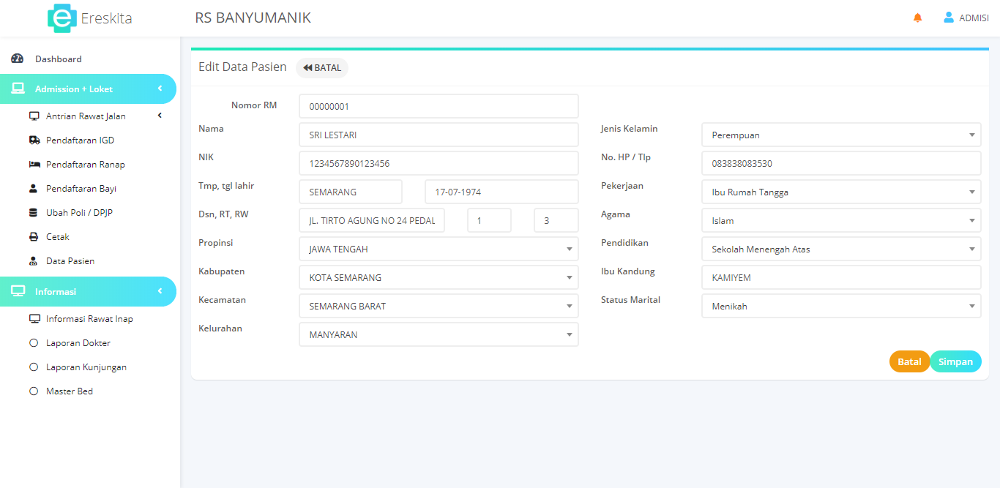 Ereskita
RS BANYUMANIK
ADMISI
Dashboard
Admission + Loket
Antrian Rawat Jalan
Pendaftaran IGD
Pendaftaran Ranap
Pendaftaran Bayi
Ubah Poli / DPJP
Cetak
Data Pasien
Informasi
Informasi Rawat Inap
Laporan Dokter
Laporan Kunjungan
Master Bed
Edit Data Pasien BATAL
Nomor RM 00000001
Nama SRI LESTARI
NIK 1234567890123456
Tmp, tgl lahir SEMARANG 17-07-1974
Dsn, RT, RW JL. TIRTO AGUNG NO 24 PEDAL 1 3
Propinsi JAWA TENGAH
Kabupaten KOTA SEMARANG
Kecamatan SEMARANG BARAT
Kelurahan MANYARAN
Jenis Kelamin Perempuan
No. HP / Tlp 083838083530
Pekerjaan Ibu Rumah Tangga
Agama Islam
Pendidikan Sekolah Menengah Atas
Ibu Kandung KAMIYEM
Status Marital Menikah
Batal Simpan